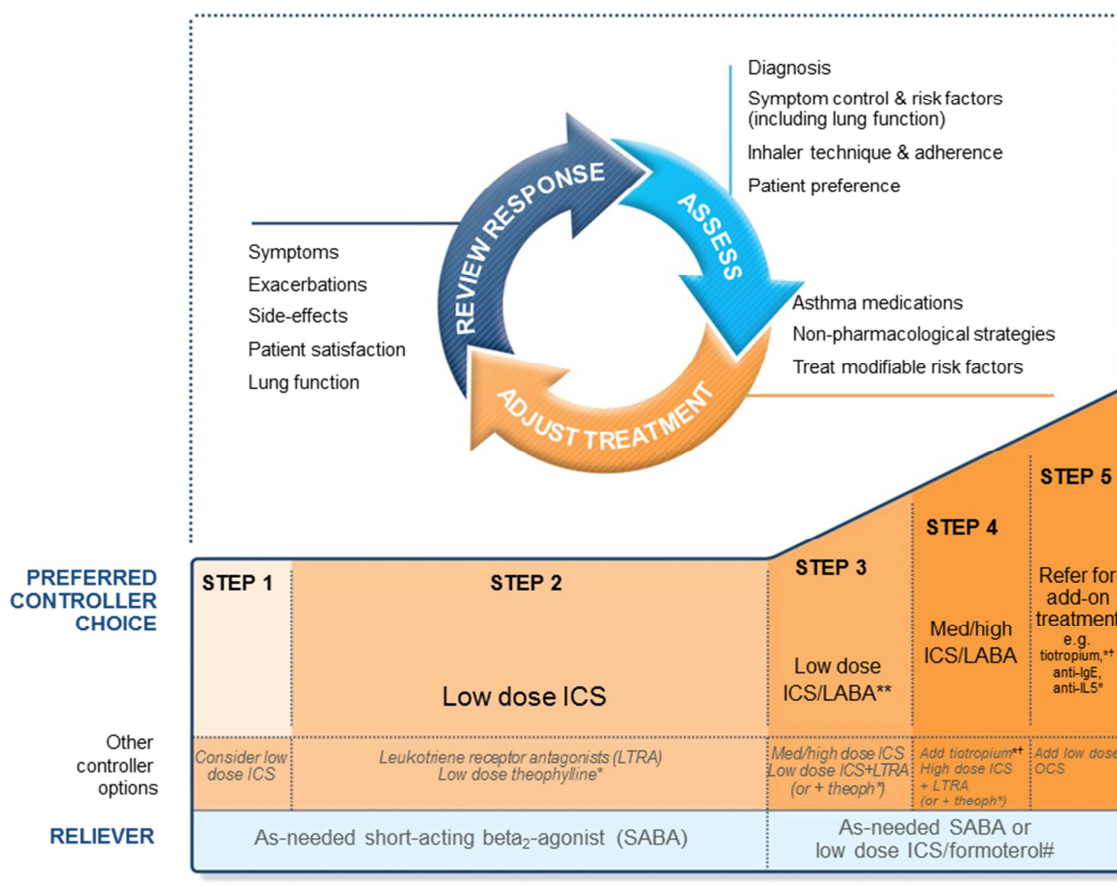 Diagnosis
Symptom control & risk factors
(including lung function)
Inhaler technique & adherence
Patient preference
REVIEW RESPONSE
ASSESS
ADJUST TREATMENT
Symptoms
Exacerbations
Side-effects
Patient satisfaction
Lung function
Asthma medications
Non-pharmacological strategies
Treat modifiable risk factors
PREFERRED
CONTROLLER
CHOICE
STEP 1
STEP 2
Low dose ICS
STEP 3
Low dose
ICS/LABA**
STEP 4
Med/high
ICS/LABA
STEP 5
Refer for
add-on
treatment
e.g.
tiotropium,*†
anti-IgE,
anti-IL5*
Other
controller
options
Consider low
dose ICS
Leukotriene receptor antagonists (LTRA)
Low dose theophylline*
Med/high dose ICS
Low dose ICS+LTRA
(or + theoph*)
Add tiotropium*†
High dose ICS
+ LTRA
(or + theoph*)
Add low dose
OCS
RELIEVER
As-needed short-acting beta₂-agonist (SABA)
As-needed SABA or
low dose ICS/formoterol#